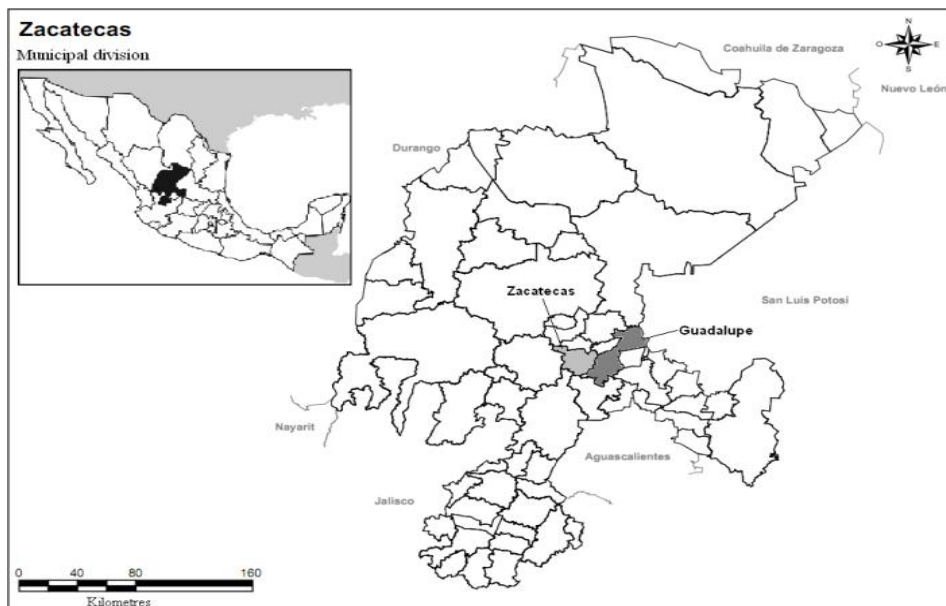 Zacatecas
Municipal division
N
O
E
S
Coahuila de Zaragoza
Nuevo León
Durango
Zacatecas
San Luis Potosi
Guadalupe
Nayarit
Aguascalientes
Jalisco
0 40 80 160
Kilometres